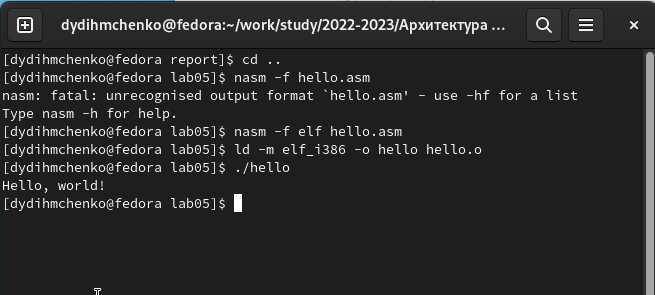 dydihmchenko@fedora:~/work/study/2022-2023/Архитектура ...
[dydihmchenko@fedora report]$ cd ..
[dydihmchenko@fedora lab05]$ nasm -f hello.asm
nasm: fatal: unrecognised output format `hello.asm' - use -hf for a list
Type nasm -h for help.
[dydihmchenko@fedora lab05]$ nasm -f elf hello.asm
[dydihmchenko@fedora lab05]$ ld -m elf_i386 -o hello hello.o
[dydihmchenko@fedora lab05]$ ./hello
Hello, world!
[dydihmchenko@fedora lab05]$